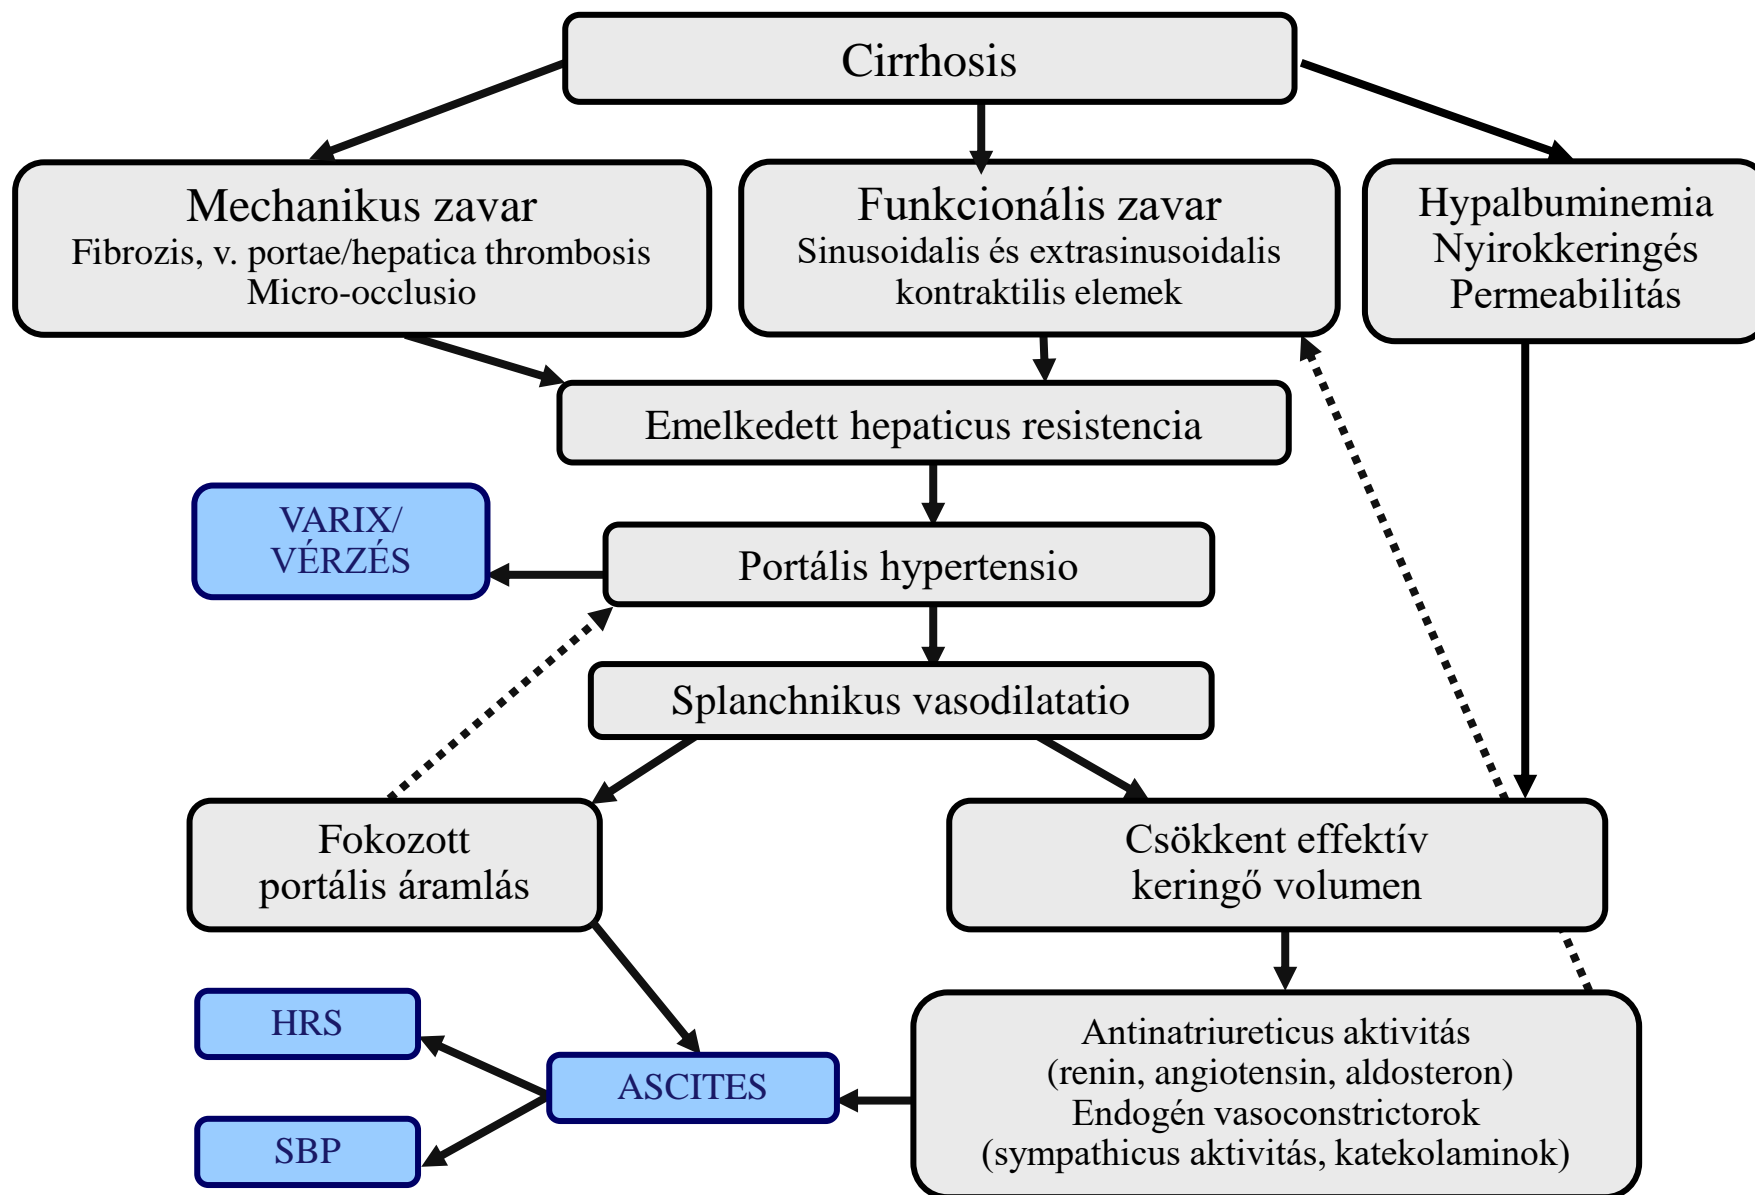 Cirrhosis
Mechanikus zavar
Fibrozis, v. portae/hepatica thrombosis
Micro-occlusio
Funkcionális zavar
Sinusoidalis és extrasinusoidalis
kontraktilis elemek
Hypalbuminemia
Nyirokkeringés
Permeabilitás
Emelkedett hepaticus resistencia
VARIX/
VÉRZÉS
Portális hypertensio
Splanchnikus vasodilatatio
Fokozott
portális áramlás
Csökkent effektív
keringő volumen
HRS
SBP
ASCITES
Antinatriureticus aktivitás
(renin, angiotensin, aldosteron)
Endogén vasoconstrictorok
(sympathicus aktivitás, katekolaminok)